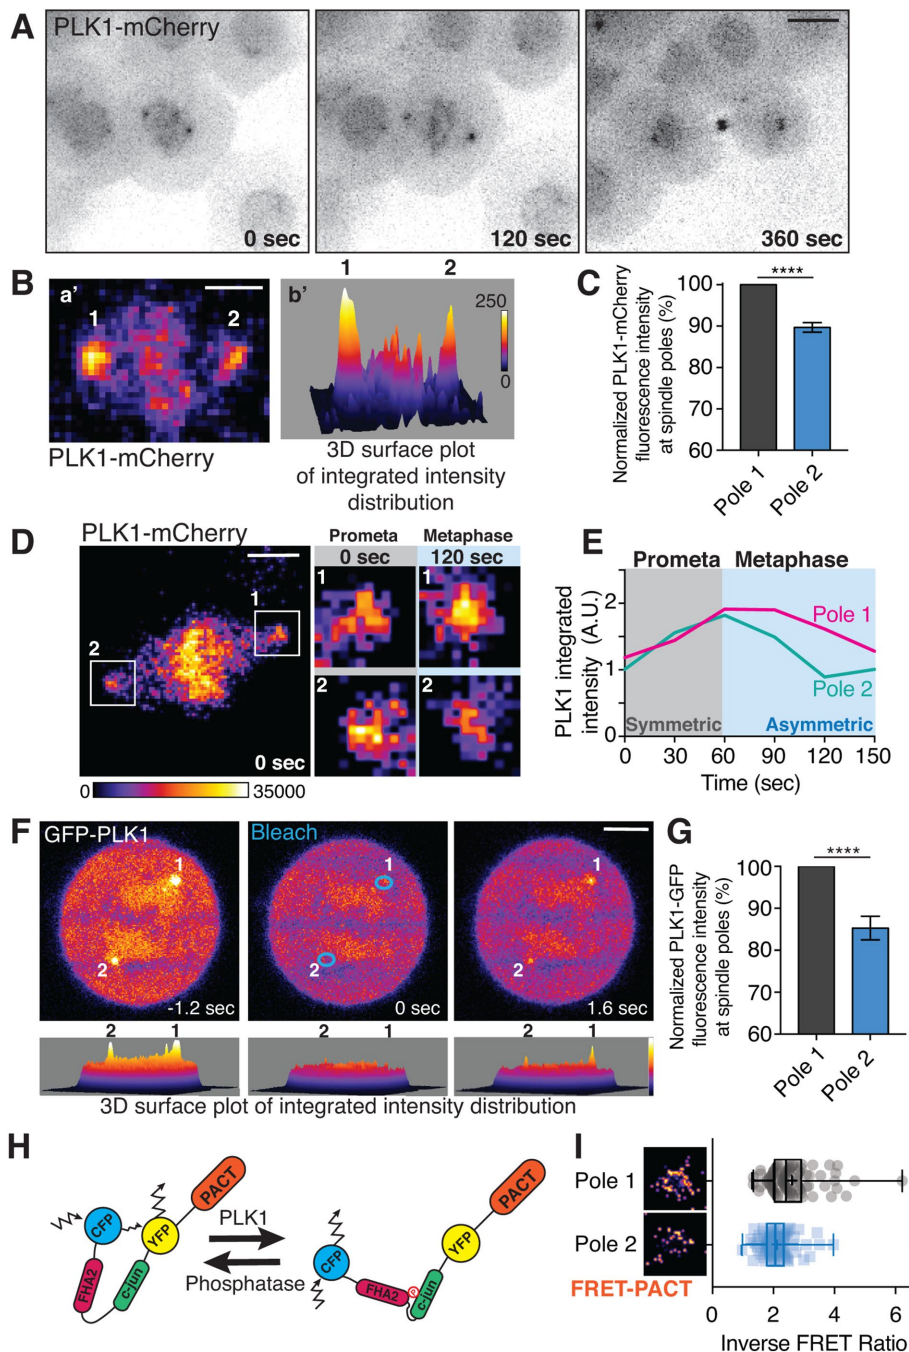 A
PLK1-mCherry
0 sec
120 sec
360 sec
B
a'
1
2
PLK1-mCherry
b'
1
2
250
0
3D surface plot
of integrated intensity
distribution
C
Normalized PLK1-mCherry
fluorescence intensity
at spindle poles (%)
100
90
80
70
60
****
Pole 1
Pole 2
D
PLK1-mCherry
1
2
0 sec
0
35000
Prometa
0 sec
Metaphase
120 sec
1
1
2
2
E
Prometa
Metaphase
PLK1 integrated
intensity (A.U.)
2
1
0
Pole 1
Pole 2
Symmetric
Asymmetric
0
30
60
90
120
150
Time (sec)
F
GFP-PLK1
1
2
-1.2 sec
Bleach
1
2
0 sec
1
2
1.6 sec
2
1
2
1
2
1
3D surface plot of integrated intensity distribution
G
Normalized PLK1-GFP
fluorescence intensity
at spindle poles (%)
100
90
80
70
60
****
Pole 1
Pole 2
H
CFP
YFP
PACT
FHA2
c-jun
PLK1
Phosphatase
CFP
FHA2
P
c-jun
YFP
PACT
I
Pole 1
Pole 2
FRET-PACT
0
2
4
6
Inverse FRET Ratio